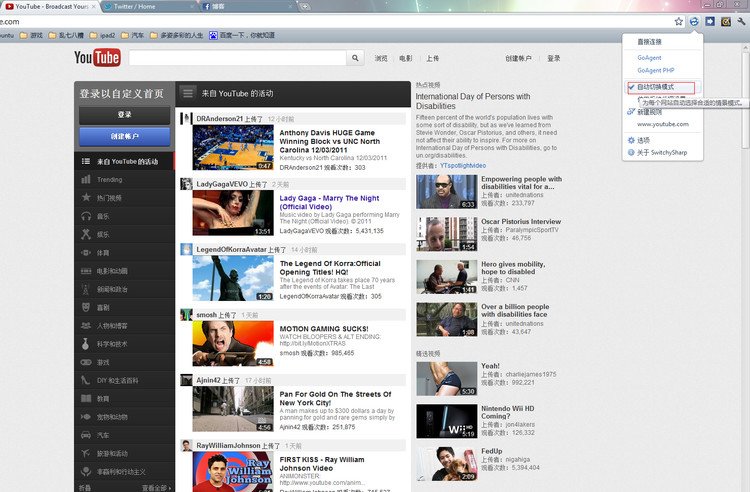 YouTube - Broadcast Yours
Twitter / Home
博客
e.com
ountu
游戏
乱七八糟
ipad2
代充
汽车
多姿多彩的人生
百度一下，你就知道
YouTube
浏览
电影
上传
创建帐户
登录
直接连接
GoAgent
GoAgent PHP
自动切换模式
为每个网站自动选择合适的情景模式。
新建规则
www.youtube.com
选项
关于 SwitchySharp
登录以自定义首页
登录
创建帐户
来自 YouTube 的活动
Trending
热门视频
音乐
娱乐
体育
电影和动画
新闻和政治
喜剧
人物和博客
科学和技术
游戏
DIY 和生活百科
教育
宠物和动物
汽车
旅游和活动
非赢利和行动主义
折叠
查看全部 ›
来自 YouTube 的活动
DRAnderson21 上传了 12 小时前
0:47
Anthony Davis HUGE Game
Winning Block vs UNC North
Carolina 12/03/2011
Kentucky vs North Carolina 12/03/2011
DRAnderson21 观看次数： 303
LadyGagaVEVO 上传了 2 天前
13:51
Lady Gaga - Marry The Night
(Official Video)
Music video by Lady Gaga performing Marry
The Night (Official Video). © 2011
LadyGagaVEVO 观看次数： 5,431,135
LegendOfKorraAvatar 上传了 14 小时前
1:20
The Legend Of Korra:Official
Opening Titles! HQ!
The Legend of Korra takes place 70 years
after the events of Avatar: The Last
LegendOfKorraAvatar 观看次数： 305
smosh 上传了 1 天前
4:58
MOTION GAMING SUCKS!
WATCH BLOOPERS & ALT ENDING:
http://bit.ly/MotionXTRAS
smosh 观看次数： 985,465
Ajnin42 上传了 17 小时前
4:56
Pan For Gold On The Streets Of
New York City!
A man makes up to $300 dollars a day by
panning for gold and rare gems simply by
Ajnin42 观看次数： 251,875
RayWilliamJohnson 上传了 1 天前
RAY
William
Johnson
FIRST KISS - Ray William
Johnson Video
ANIMONSTER
http://www.youtube.com/anim...
热点视频
International Day of Persons with
Disabilities
Fifteen percent of the world's population lives with
some sort of disability, but as we've learned from
Stevie Wonder, Oscar Pistorius, and others, it need
not affect their ability to inspire. For more on
International Day of Persons with Disabilities, go to
un.org/disabilities.
提供者： YTspotlightvideo
6:33
Empowering people with
disabilities vital for a...
上传者： unitednations
观看次数： 233,797
1:54
Oscar Pistorius Interview
上传者： ParalympicSportTV
观看次数： 46,756
1:41
Hero gives mobility,
hope to disabled
上传者： CNN
观看次数： 1,457
1:08
Over a billion people
with disabilities face
上传者： unitednations
观看次数： 43,647
精选视频
5:30
Yeah!
上传者： charliejames1975
观看次数： 992,221
Wii HD
5:19
Nintendo Wii HD
Coming?
上传者： jon4lakers
观看次数： 126,332
2:09
FedUp
上传者： nigahiga
观看次数： 5,394,404